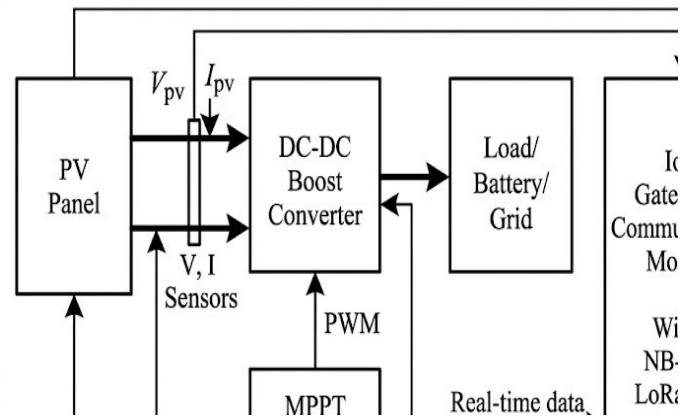 V_pv I_pv
PV
Panel
V, I
Sensors
DC-DC
Boost
Converter
Load/
Battery/
Grid
PWM
MPPT
Real-time data